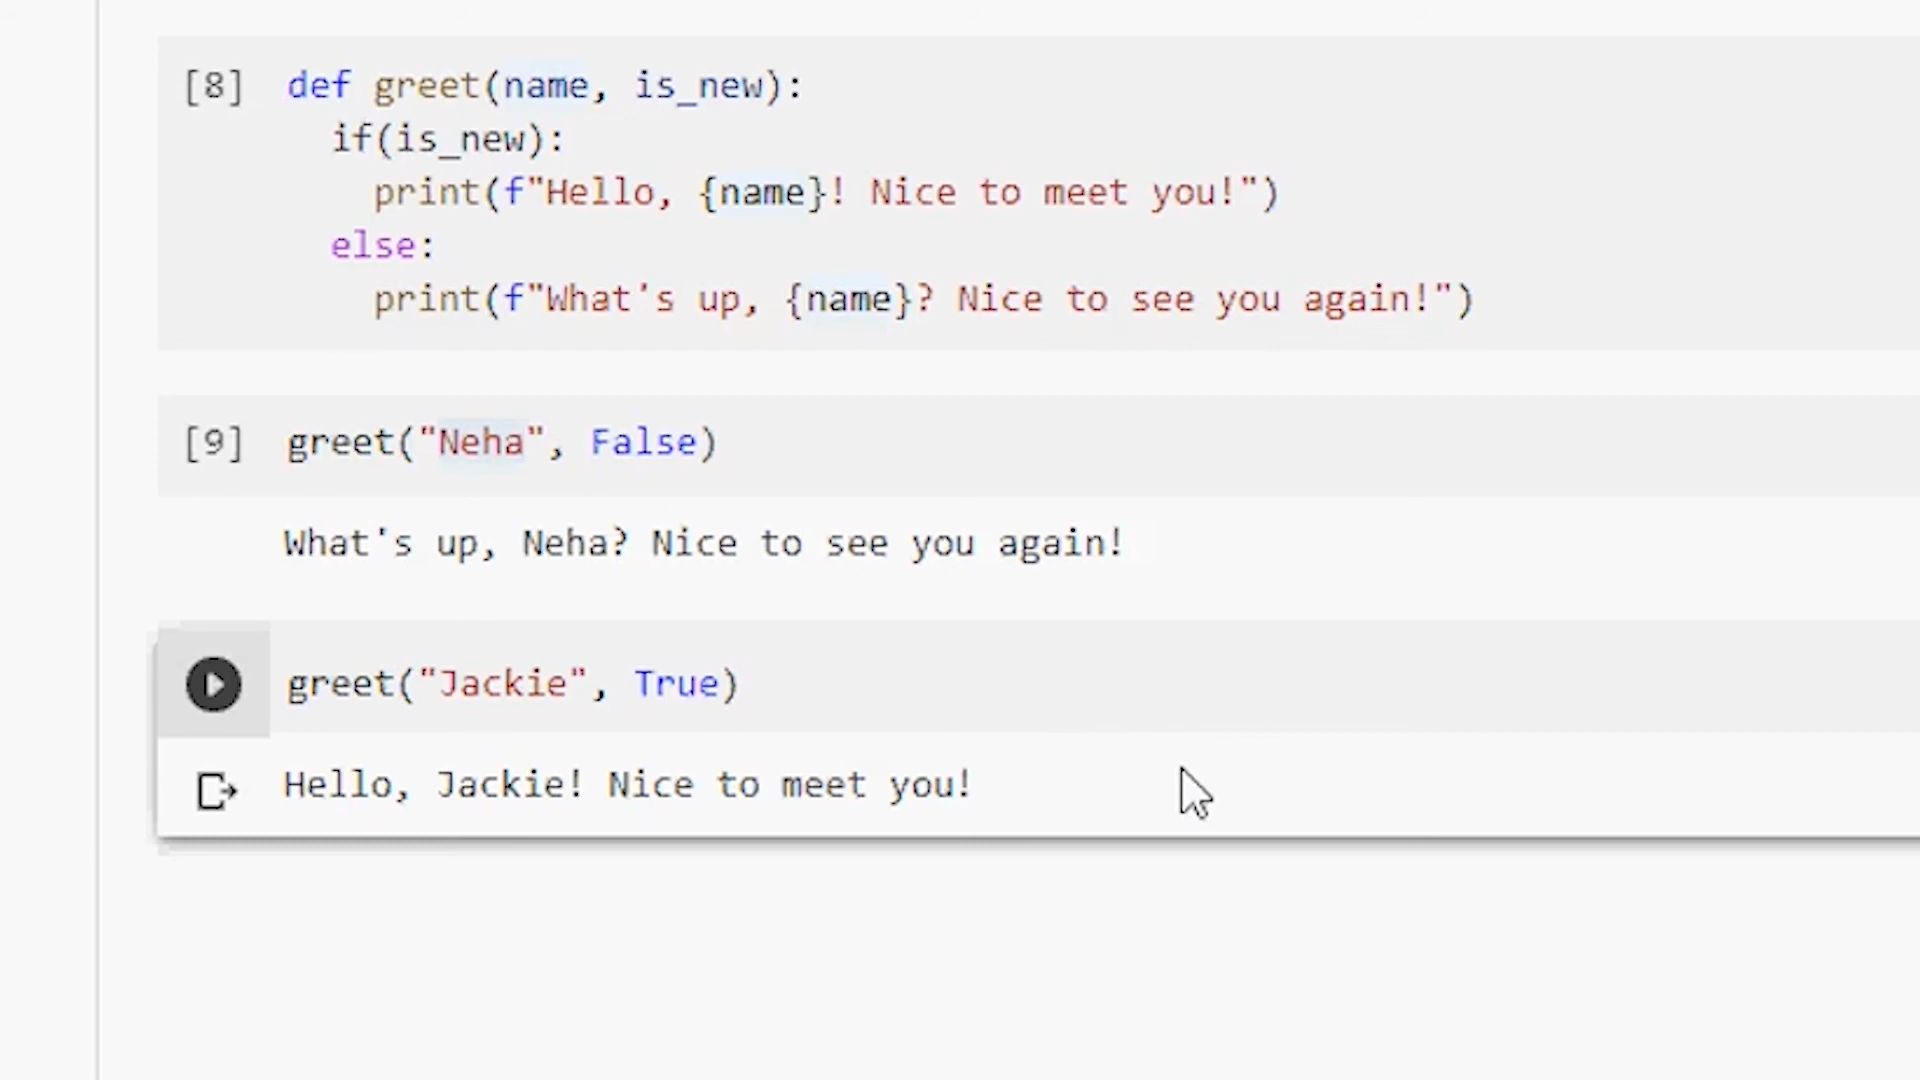 [8] def greet(name, is_new):
if(is_new):
print(f"Hello, {name}! Nice to meet you!")
else:
print(f"What's up, {name}? Nice to see you again!")
[9] greet("Neha", False)
What's up, Neha? Nice to see you again!
greet("Jackie", True)
Hello, Jackie! Nice to meet you!